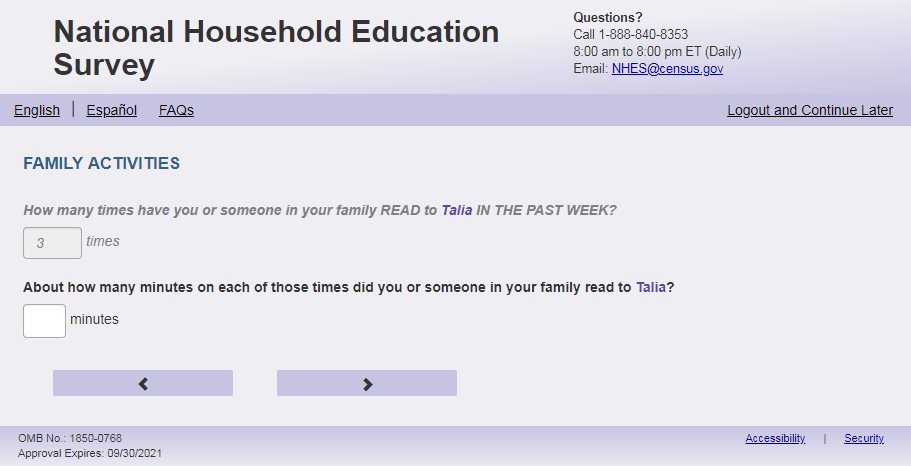 National Household Education
Survey
Questions?
Call 1-888-840-8353
8:00 am to 8:00 pm ET (Daily)
Email: NHES@census.gov
English | Español FAQs Logout and Continue Later
FAMILY ACTIVITIES
How many times have you or someone in your family READ to Talia IN THE PAST WEEK?
3 times
About how many minutes on each of those times did you or someone in your family read to Talia?
minutes
OMB No.: 1850-0768
Approval Expires: 09/30/2021
Accessibility | Security